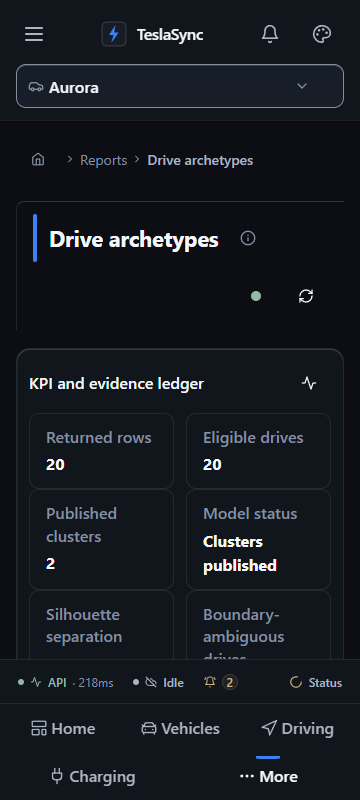 TeslaSync
Aurora
Reports > Drive archetypes
Drive archetypes
KPI and evidence ledger
Returned rows
20
Eligible drives
20
Published
clusters
2
Model status
Clusters
published
Silhouette
separation
Boundary-
ambiguous
drives
API · 218ms
Idle
2
Status
Home
Vehicles
Driving
Charging
More